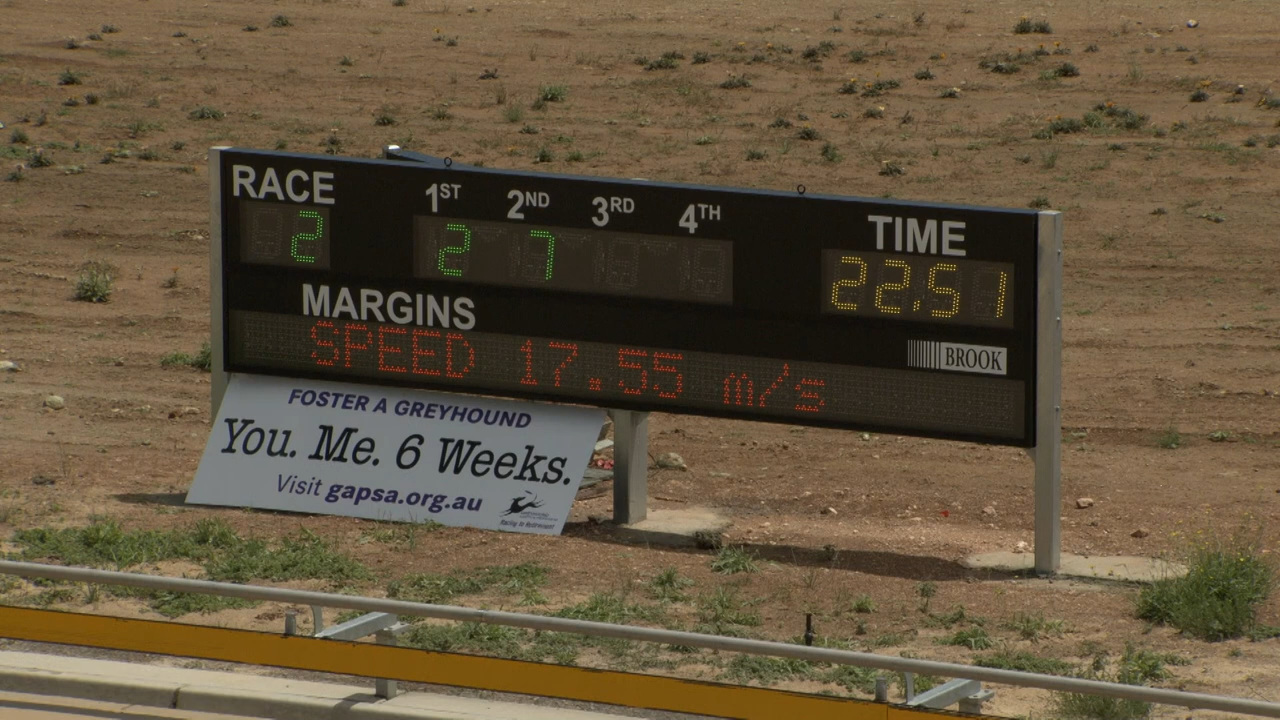 RACE 1ST 2ND 3RD 4TH TIME
2 2 7 22.51
MARGINS
BROOK
SPEED 17.55 m/s
FOSTER A GREYHOUND
You. Me. 6 Weeks.
Visit gapsa.org.au